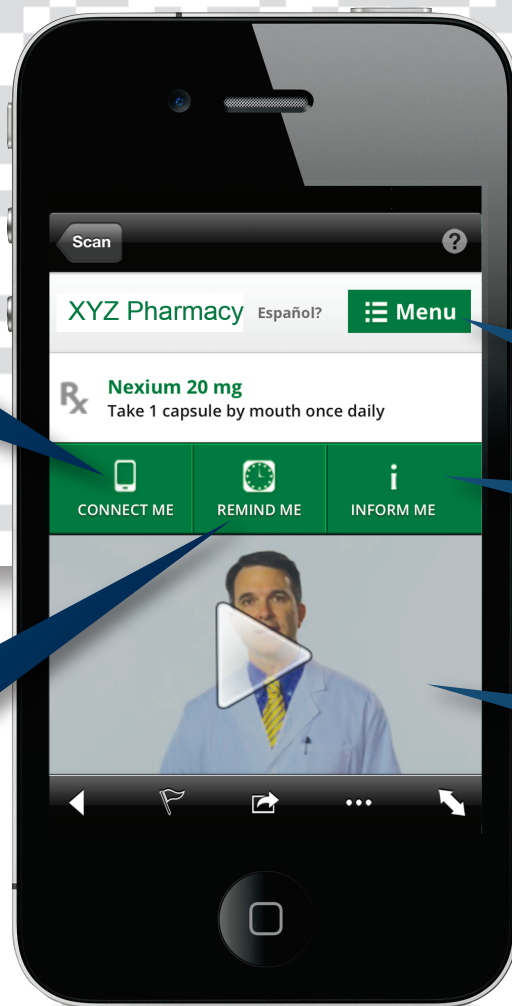 Scan
?
XYZ Pharmacy Español? Menu
Rx Nexium 20 mg
Take 1 capsule by mouth once daily
CONNECT ME REMIND ME INFORM ME